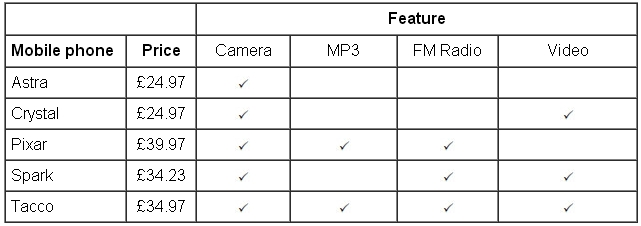 Feature
Mobile phone Price Camera MP3 FM Radio Video
Astra £24.97 ✓
Crystal £24.97 ✓ ✓
Pixar £39.97 ✓ ✓ ✓
Spark £34.23 ✓ ✓ ✓
Tacco £34.97 ✓ ✓ ✓ ✓